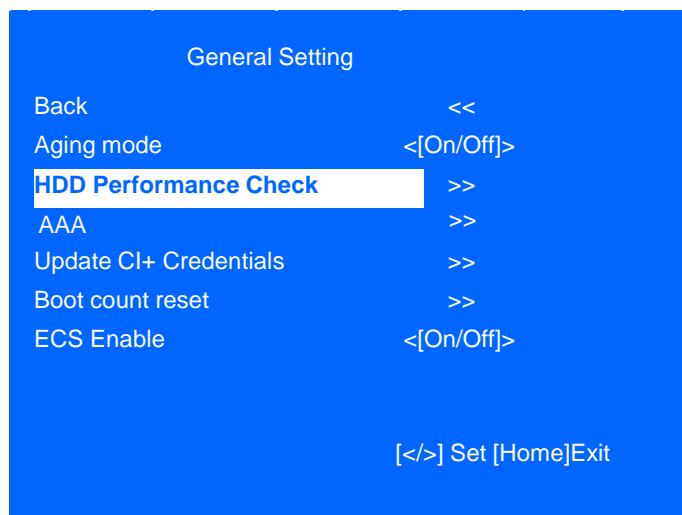 General Setting
Back <<
Aging mode <[On/Off]>
HDD Performance Check >>
AAA >>
Update CI+ Credentials >>
Boot count reset >>
ECS Enable <[On/Off]>
[</>] Set [Home]Exit